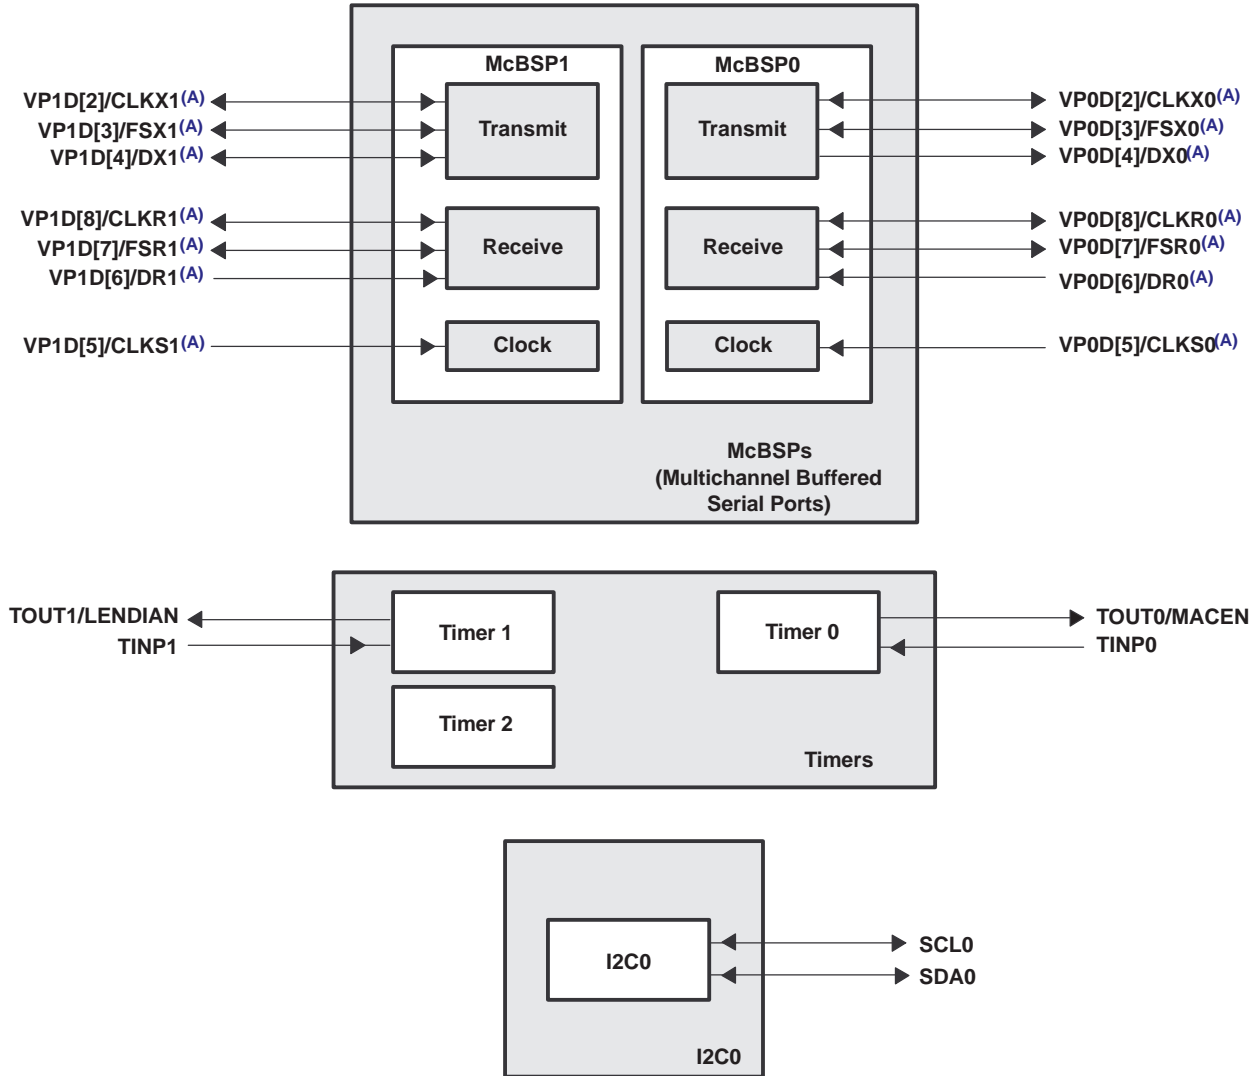 McBSP1
McBSP0
VP1D[2]/CLKX1(A)
VP1D[3]/FSX1(A)
VP1D[4]/DX1(A)
Transmit
Transmit
VP0D[2]/CLKX0(A)
VP0D[3]/FSX0(A)
VP0D[4]/DX0(A)
VP1D[8]/CLKR1(A)
VP1D[7]/FSR1(A)
VP1D[6]/DR1(A)
Receive
Receive
VP0D[8]/CLKR0(A)
VP0D[7]/FSR0(A)
VP0D[6]/DR0(A)
VP1D[5]/CLKS1(A)
Clock
Clock
VP0D[5]/CLKS0(A)
McBSPs
(Multichannel Buffered
Serial Ports)
TOUT1/LENDIAN
TINP1
Timer 1
Timer 0
TOUT0/MACEN
TINP0
Timer 2
Timers
I2C0
SCL0
SDA0
I2C0